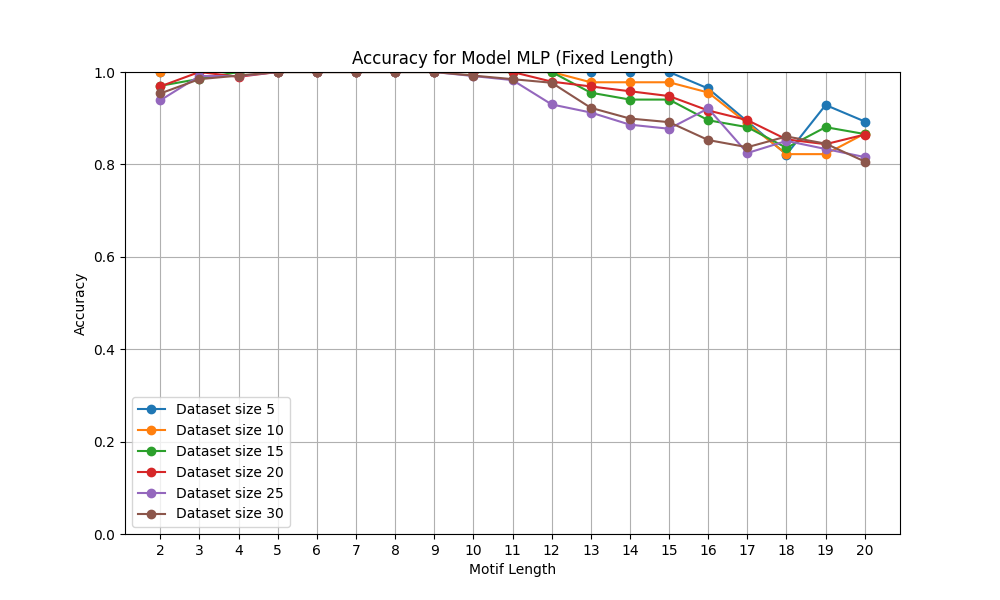 Accuracy for Model MLP (Fixed Length)
1.0
0.8
0.6
0.4
0.2
0.0
Accuracy
Dataset size 5
Dataset size 10
Dataset size 15
Dataset size 20
Dataset size 25
Dataset size 30
2 3 4 5 6 7 8 9 10 11 12 13 14 15 16 17 18 19 20
Motif Length